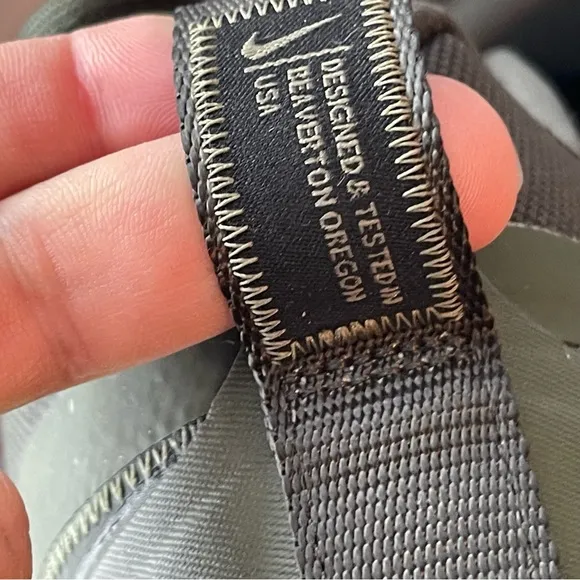 DESIGNED & TESTED IN
BEAVERTON OREGON
USA